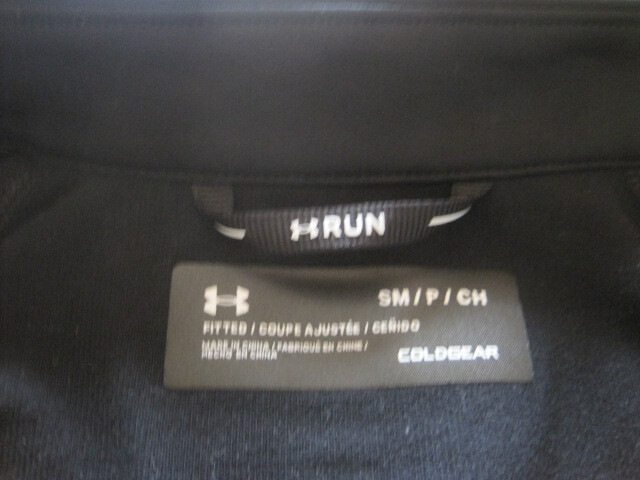 RUN
SM / P / CH
FITTED / COUPE AJUSTÉE / CEÑIDO
MADE IN CHINA / FABRIQUÉ EN CHINE /
HECHO EN CHINA
COLDGEAR